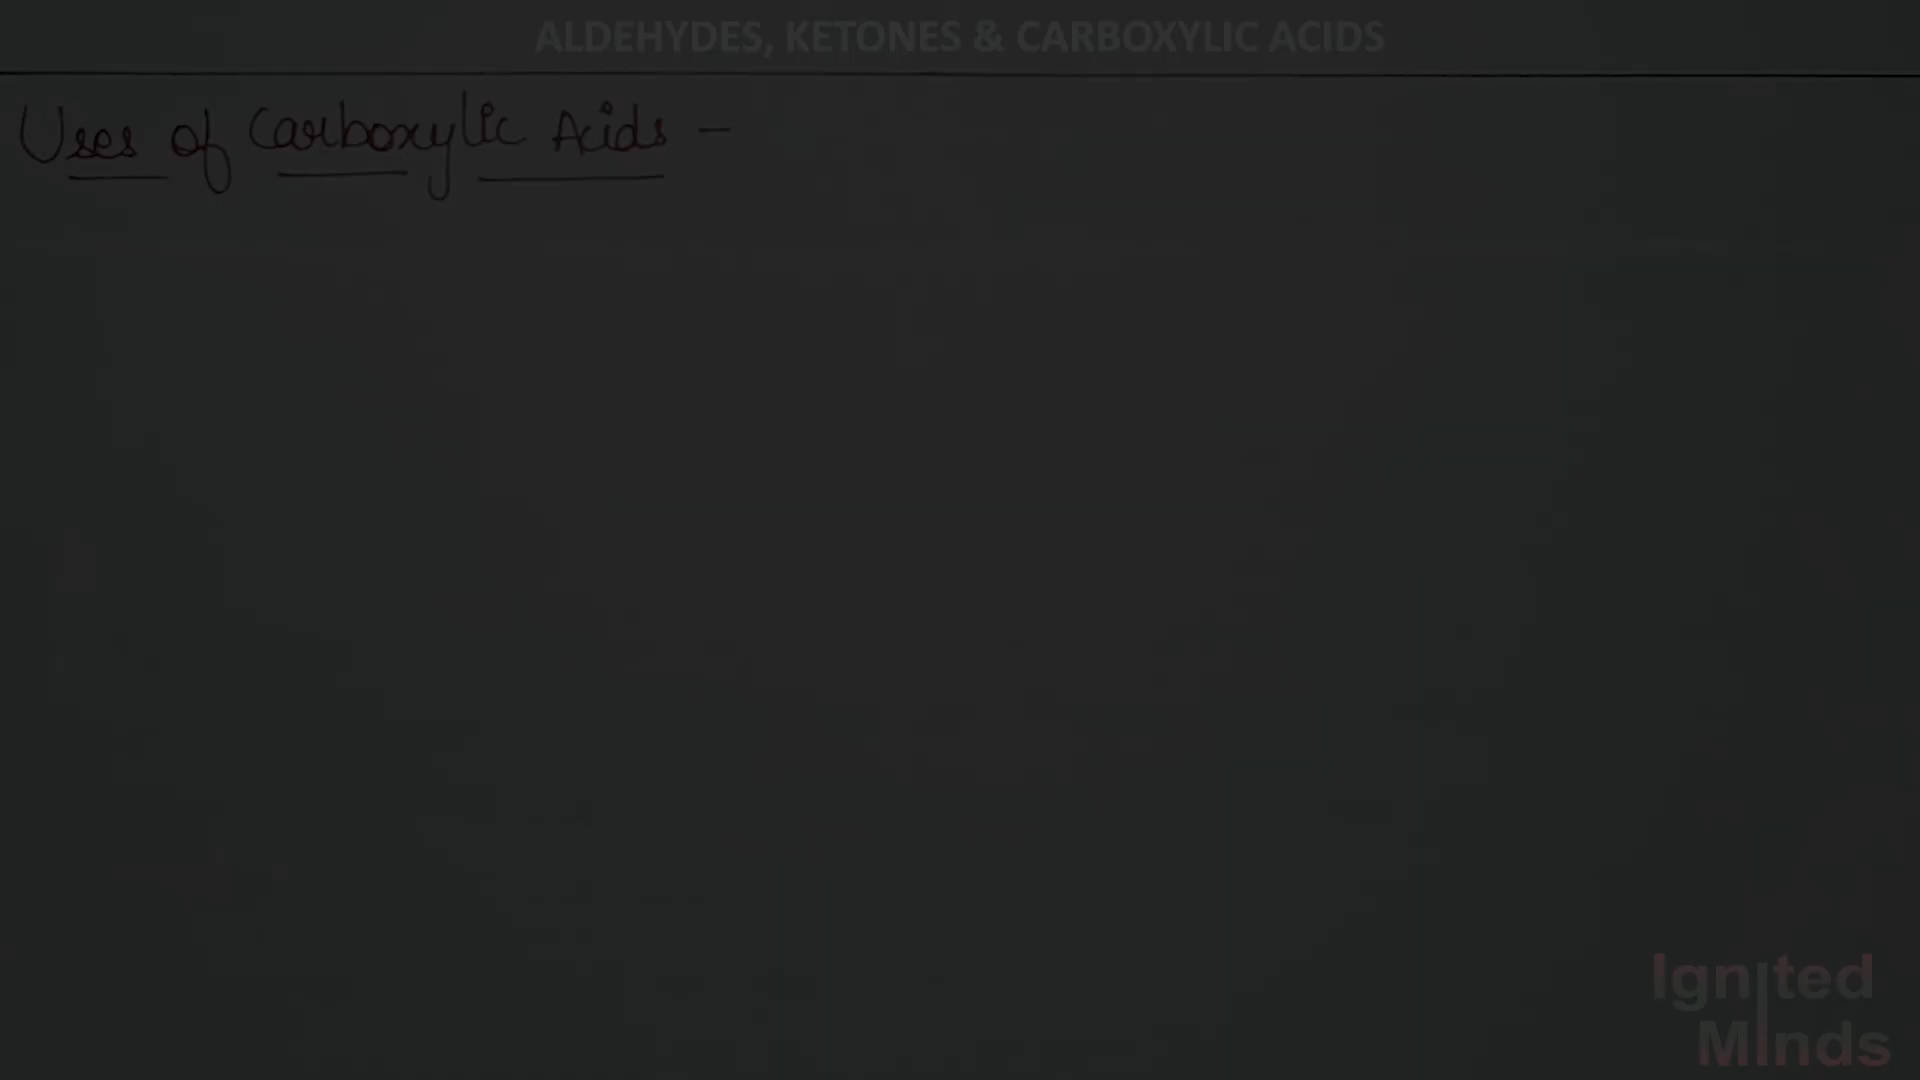 ALDEHYDES, KETONES & CARBOXYLIC ACIDS
Uses of Carboxylic Acids -
Ignited
Minds